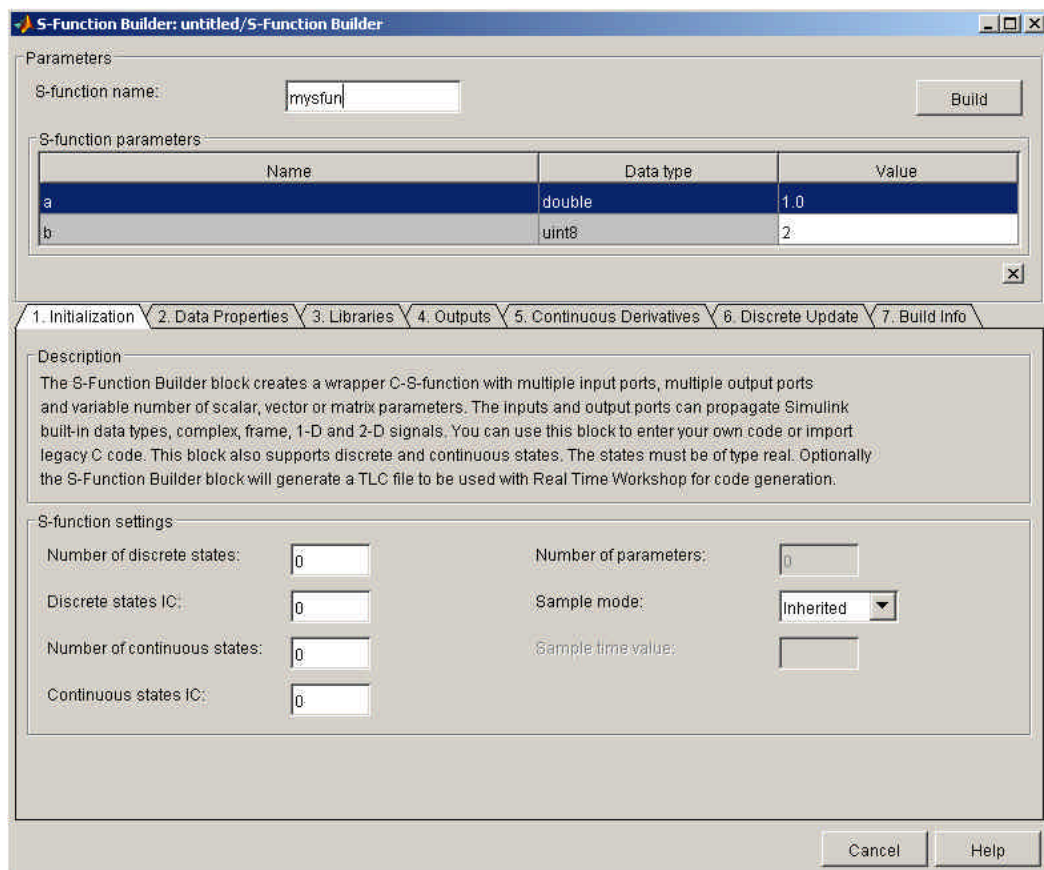 S-Function Builder: untitled/S-Function Builder
Parameters
S-function name:
mysfun
Build
S-function parameters
Name Data type Value
a double 1.0
b uint8 2
1. Initialization 2. Data Properties 3. Libraries 4. Outputs 5. Continuous Derivatives 6. Discrete Update 7. Build Info
Description
The S-Function Builder block creates a wrapper C-S-function with multiple input ports, multiple output ports
and variable number of scalar, vector or matrix parameters. The inputs and output ports can propagate Simulink
built-in data types, complex, frame, 1-D and 2-D signals. You can use this block to enter your own code or import
legacy C code. This block also supports discrete and continuous states. The states must be of type real. Optionally
the S-Function Builder block will generate a TLC file to be used with Real Time Workshop for code generation.
S-function settings
Number of discrete states: 0 Number of parameters: 0
Discrete states IC: 0 Sample mode: Inherited
Number of continuous states: 0 Sample time value:
Continuous states IC: 0
Cancel Help